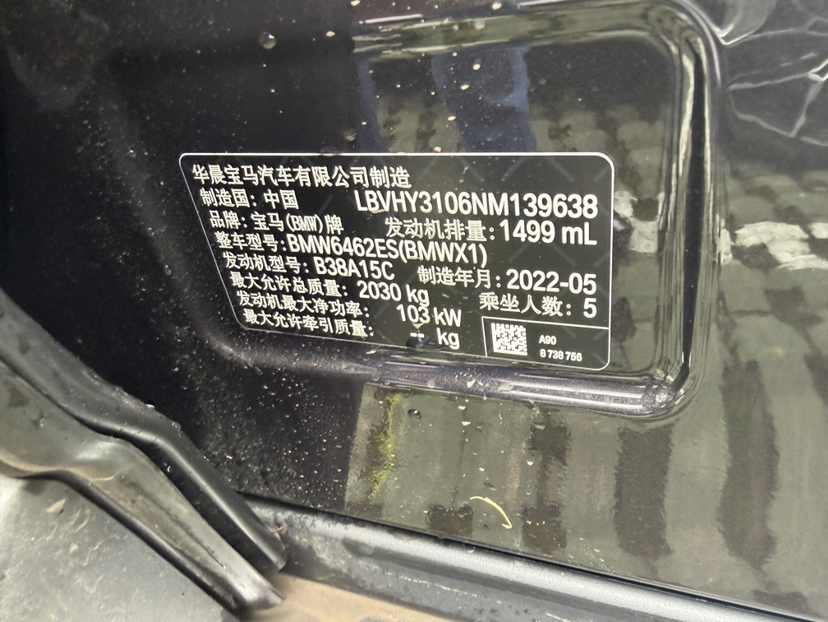 华晨宝马汽车有限公司制造
制造国：中国 LBVHY3106NM139638
品牌：宝马(BMW)牌 发动机排量：1499 mL
整车型号：BMW6462ES(BMWX1)
发动机型号：B38A15C 制造年月：2022-05
最大允许总质量： 2030 kg 乘坐人数：5
发动机最大净功率： 103 kW
最大允许牵引质量： - kg
A90
8 738 766